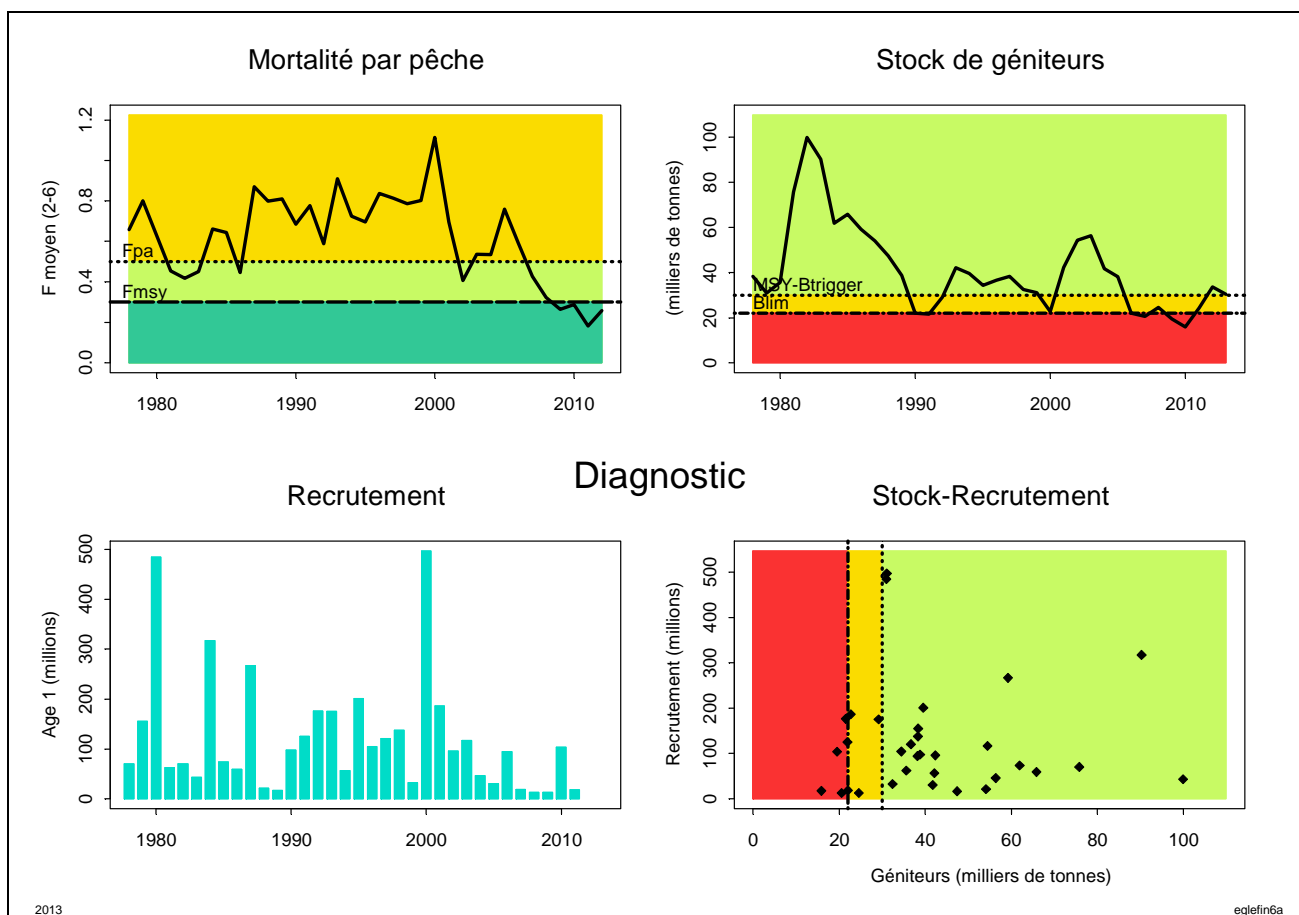 Mortalité par pêche
F moyen (2-6)
0.0 0.4 0.8 1.2
Fpa
Fmsy
1980 1990 2000 2010
Stock de géniteurs
(milliers de tonnes)
0 20 40 60 80 100
MSY-Btrigger
Blim
1980 1990 2000 2010
Diagnostic
Recrutement
Age 1 (millions)
0 100 200 300 400 500
1980 1990 2000 2010
Stock-Recrutement
Recrutement (millions)
0 100 200 300 400 500
0 20 40 60 80 100
Géniteurs (milliers de tonnes)
2013
eglefin6a